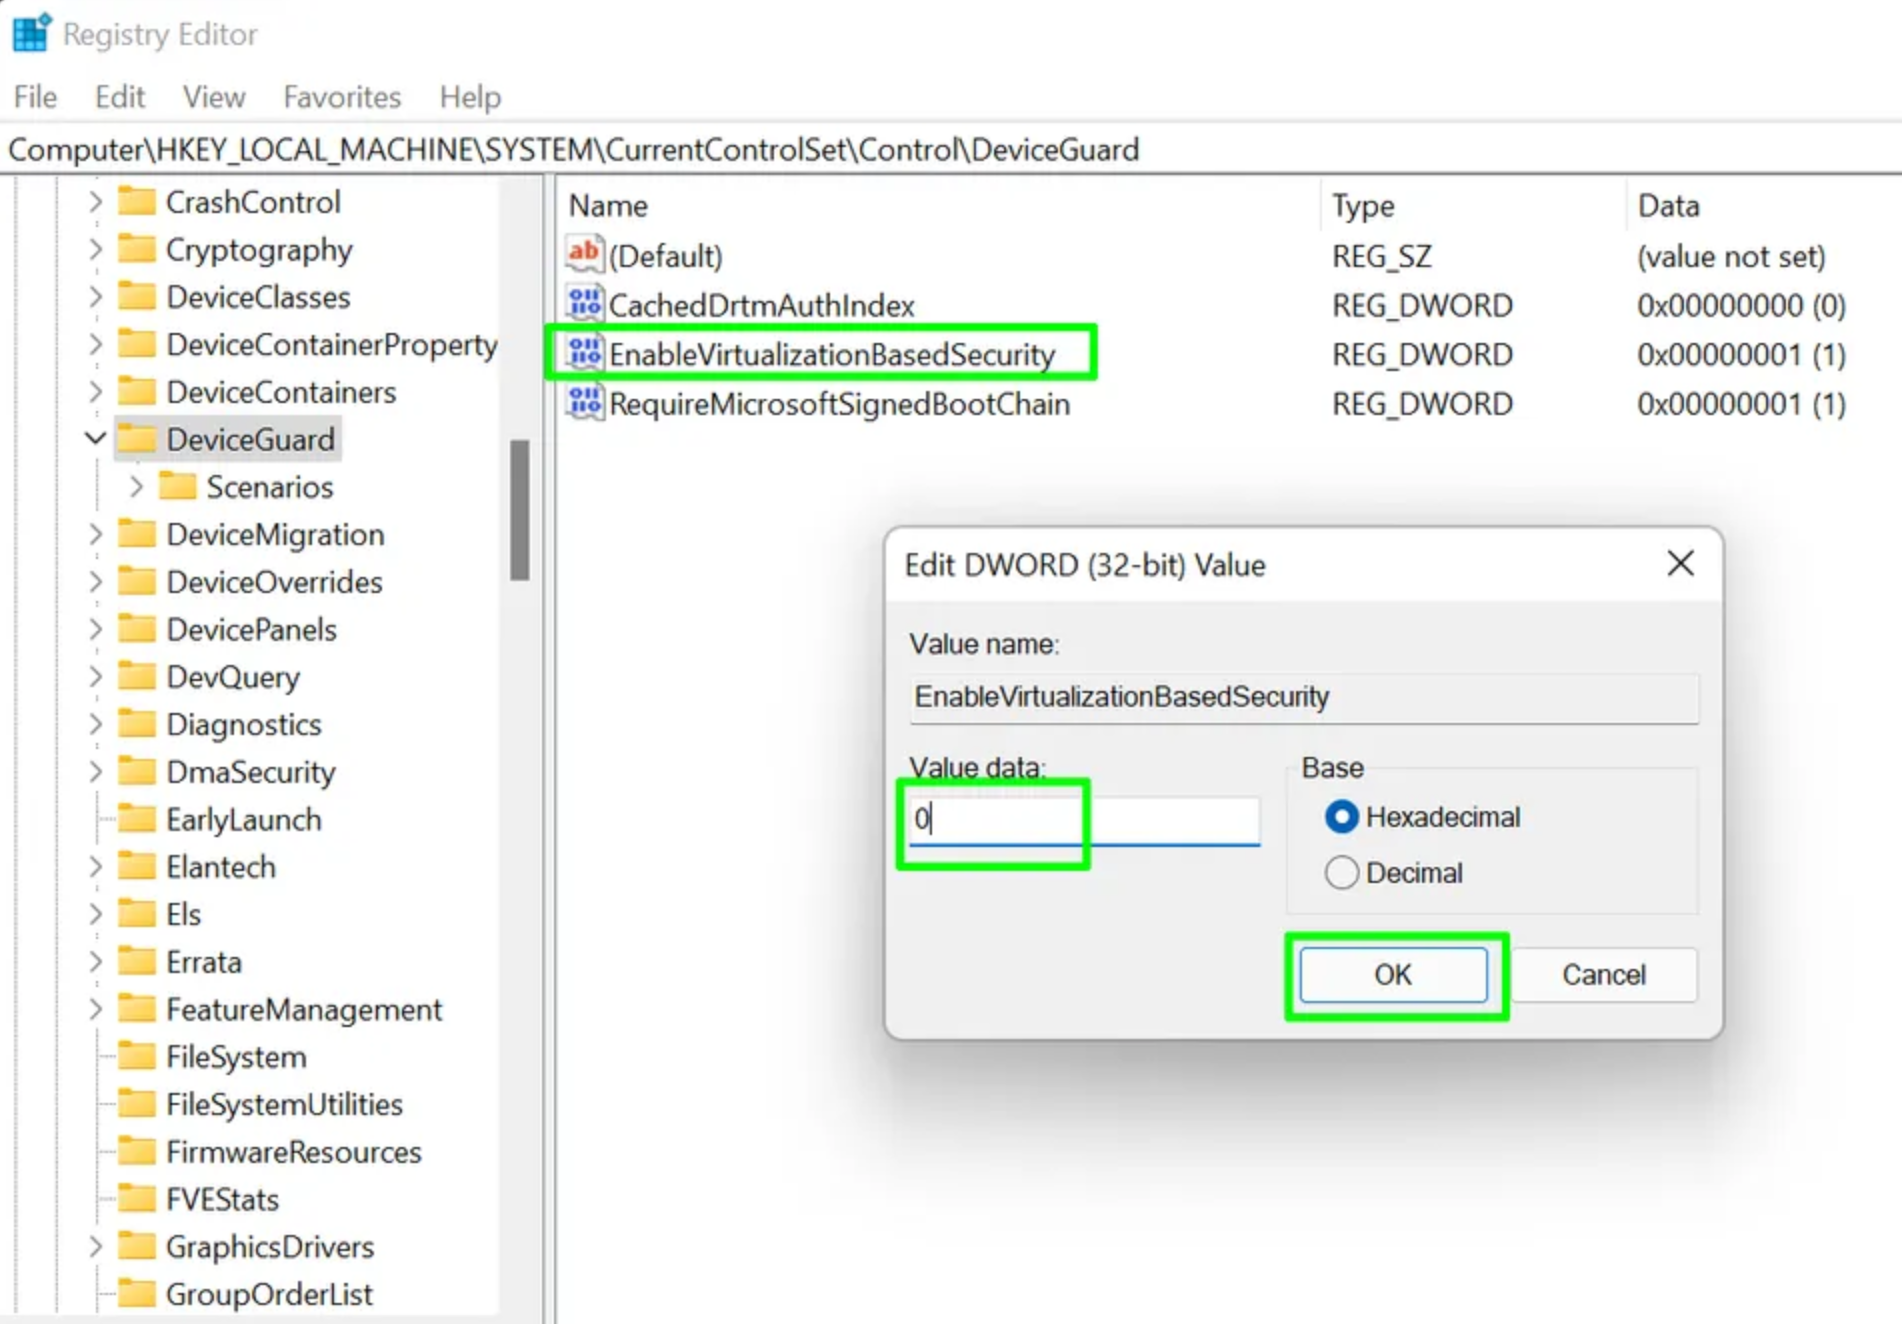 Registry Editor
File Edit View Favorites Help
Computer\HKEY_LOCAL_MACHINE\SYSTEM\CurrentControlSet\Control\DeviceGuard
CrashControl
Cryptography
DeviceClasses
DeviceContainerProperty
DeviceContainers
DeviceGuard
Scenarios
DeviceMigration
DeviceOverrides
DevicePanels
DevQuery
Diagnostics
DmaSecurity
EarlyLaunch
Elantech
Els
Errata
FeatureManagement
FileSystem
FileSystemUtilities
FirmwareResources
FVEStats
GraphicsDrivers
GroupOrderList
Name Type Data
(Default) REG_SZ (value not set)
CachedDrtmAuthIndex REG_DWORD 0x00000000 (0)
EnableVirtualizationBasedSecurity REG_DWORD 0x00000001 (1)
RequireMicrosoftSignedBootChain REG_DWORD 0x00000001 (1)
Edit DWORD (32-bit) Value
Value name:
EnableVirtualizationBasedSecurity
Value data: Base
0 Hexadecimal
Decimal
OK Cancel